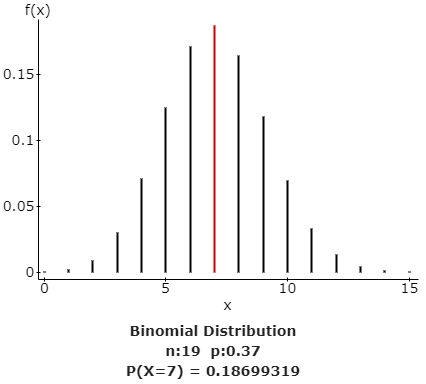 f(x)
0.15
0.1
0.05
0
0 5 10 15
x
Binomial Distribution
n:19 p:0.37
P(X=7) = 0.18699319